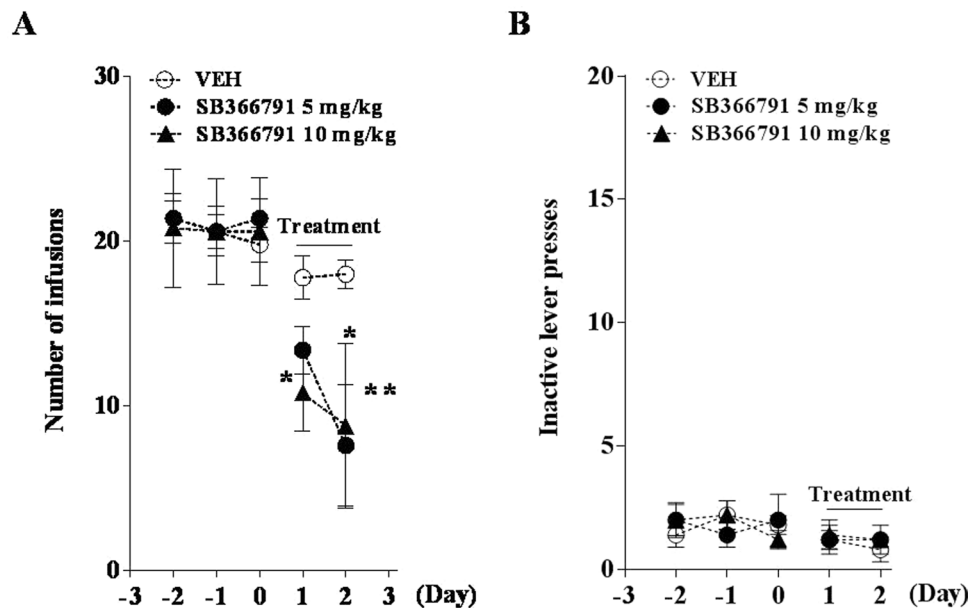 A
30
VEH
SB366791 5 mg/kg
SB366791 10 mg/kg
Number of infusions
20
Treatment
*
*
**
10
0
-3 -2 -1 0 1 2 3 (Day)
B
20
VEH
SB366791 5 mg/kg
SB366791 10 mg/kg
Inactive lever presses
15
10
5
Treatment
0
-3 -2 -1 0 1 2 (Day)